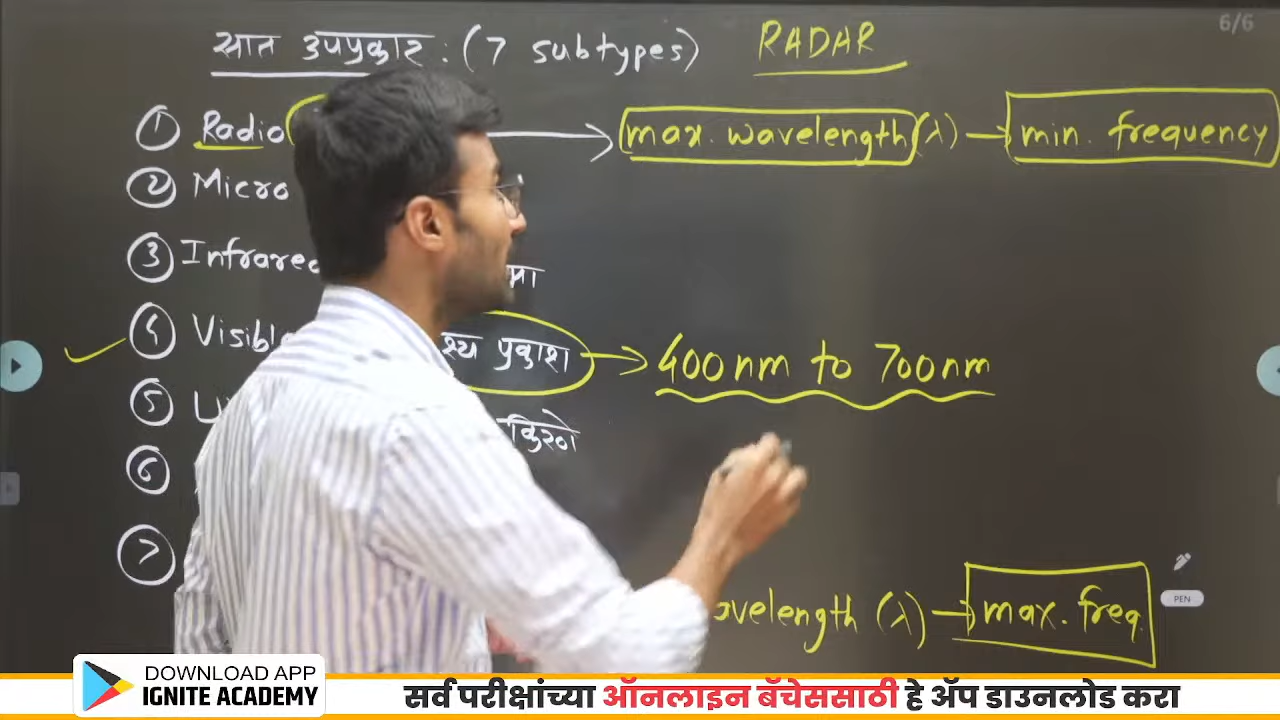 6/6
सात उपप्रकार : (7 subtypes) RADAR
① Radio → max. wavelength (λ) → min. frequency
② Micro
③ Infrared
④ Visible प्रकाश → 400 nm to 700 nm
⑤ किरणे
⑥
⑦
(λ) → max. freq.
PEN
DOWNLOAD APP
IGNITE ACADEMY
सर्व परीक्षांच्या ऑनलाइन बॅचेससाठी हे ॲप डाउनलोड करा